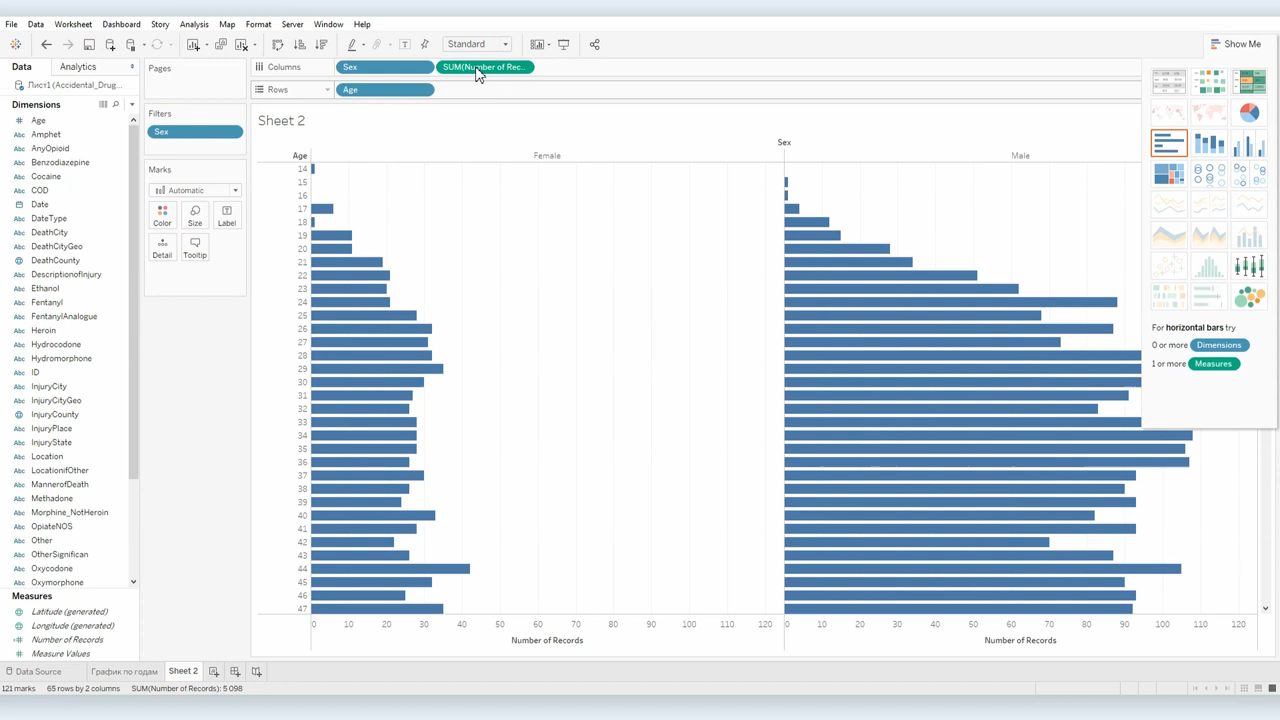 File Data Worksheet Dashboard Story Analysis Map Format Server Window Help
Standard
Show Me
Data Analytics
Лист1 (Accidental_Drug...
Dimensions
Age
Amphet
AnyOpioid
Benzodiazepine
Cocaine
COD
Date
DateType
DeathCity
DeathCityGeo
DeathCounty
DescriptionofInjury
Ethanol
Fentanyl
FentanylAnalogue
Heroin
Hydrocodone
Hydromorphone
ID
InjuryCity
InjuryCityGeo
InjuryCounty
InjuryPlace
InjuryState
Location
LocationifOther
MannerofDeath
Methadone
Morphine_NotHeroin
OpiateNOS
Other
OtherSignifican
Oxycodone
Oxymorphone
Measures
Latitude (generated)
Longitude (generated)
Number of Records
Measure Values
Pages
Filters
Sex
Marks
Automatic
Color Size Label
Detail Tooltip
Columns Sex SUM(Number of Rec..
Rows Age
Sheet 2
Sex
Age Female Male
14
15
16
17
18
19
20
21
22
23
24
25
26
27
28
29
30
31
32
33
34
35
36
37
38
39
40
41
42
43
44
45
46
47
0 10 20 30 40 50 60 70 80 90 100 110 120 0 10 20 30 40 50 60 70 80 90 100 110 120
Number of Records Number of Records
For horizontal bars try
0 or more Dimensions
1 or more Measures
Data Source График по годам Sheet 2
121 marks 65 rows by 2 columns SUM(Number of Records): 5 098